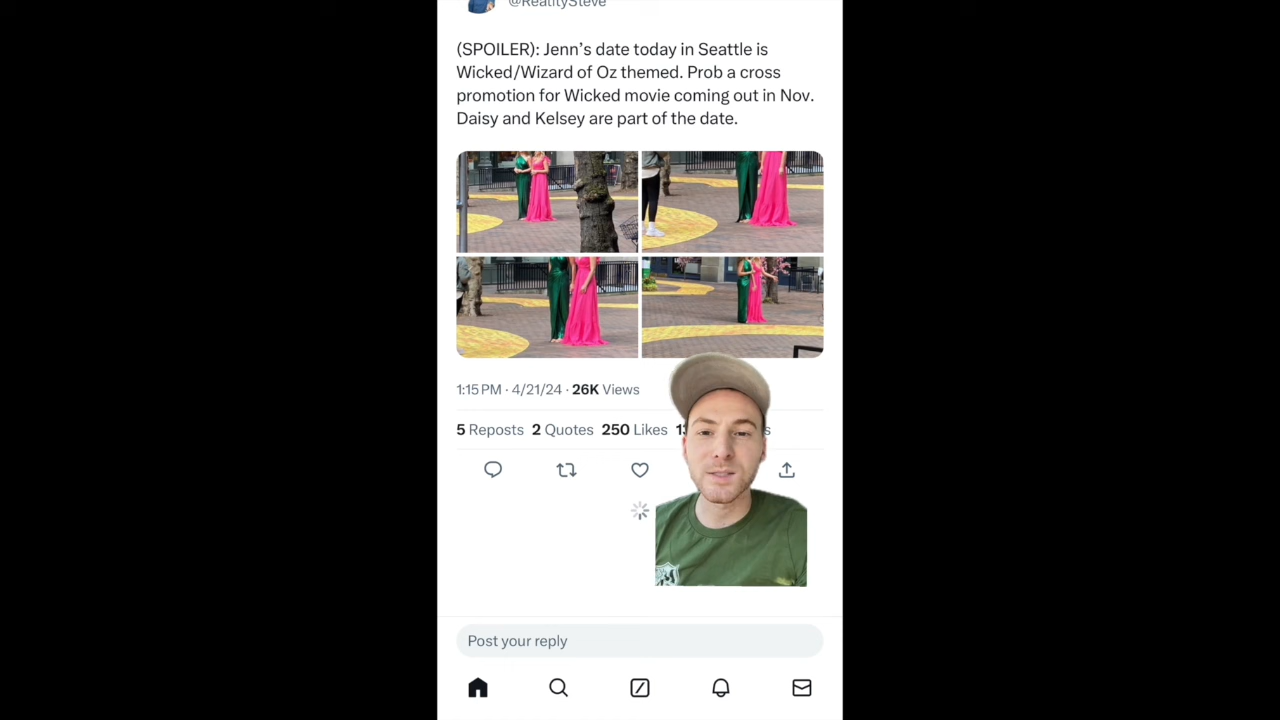 @RealitySteve
(SPOILER): Jenn’s date today in Seattle is
Wicked/Wizard of Oz themed. Prob a cross
promotion for Wicked movie coming out in Nov.
Daisy and Kelsey are part of the date.
1:15 PM · 4/21/24 · 26K Views
5 Reposts 2 Quotes 250 Likes
Post your reply